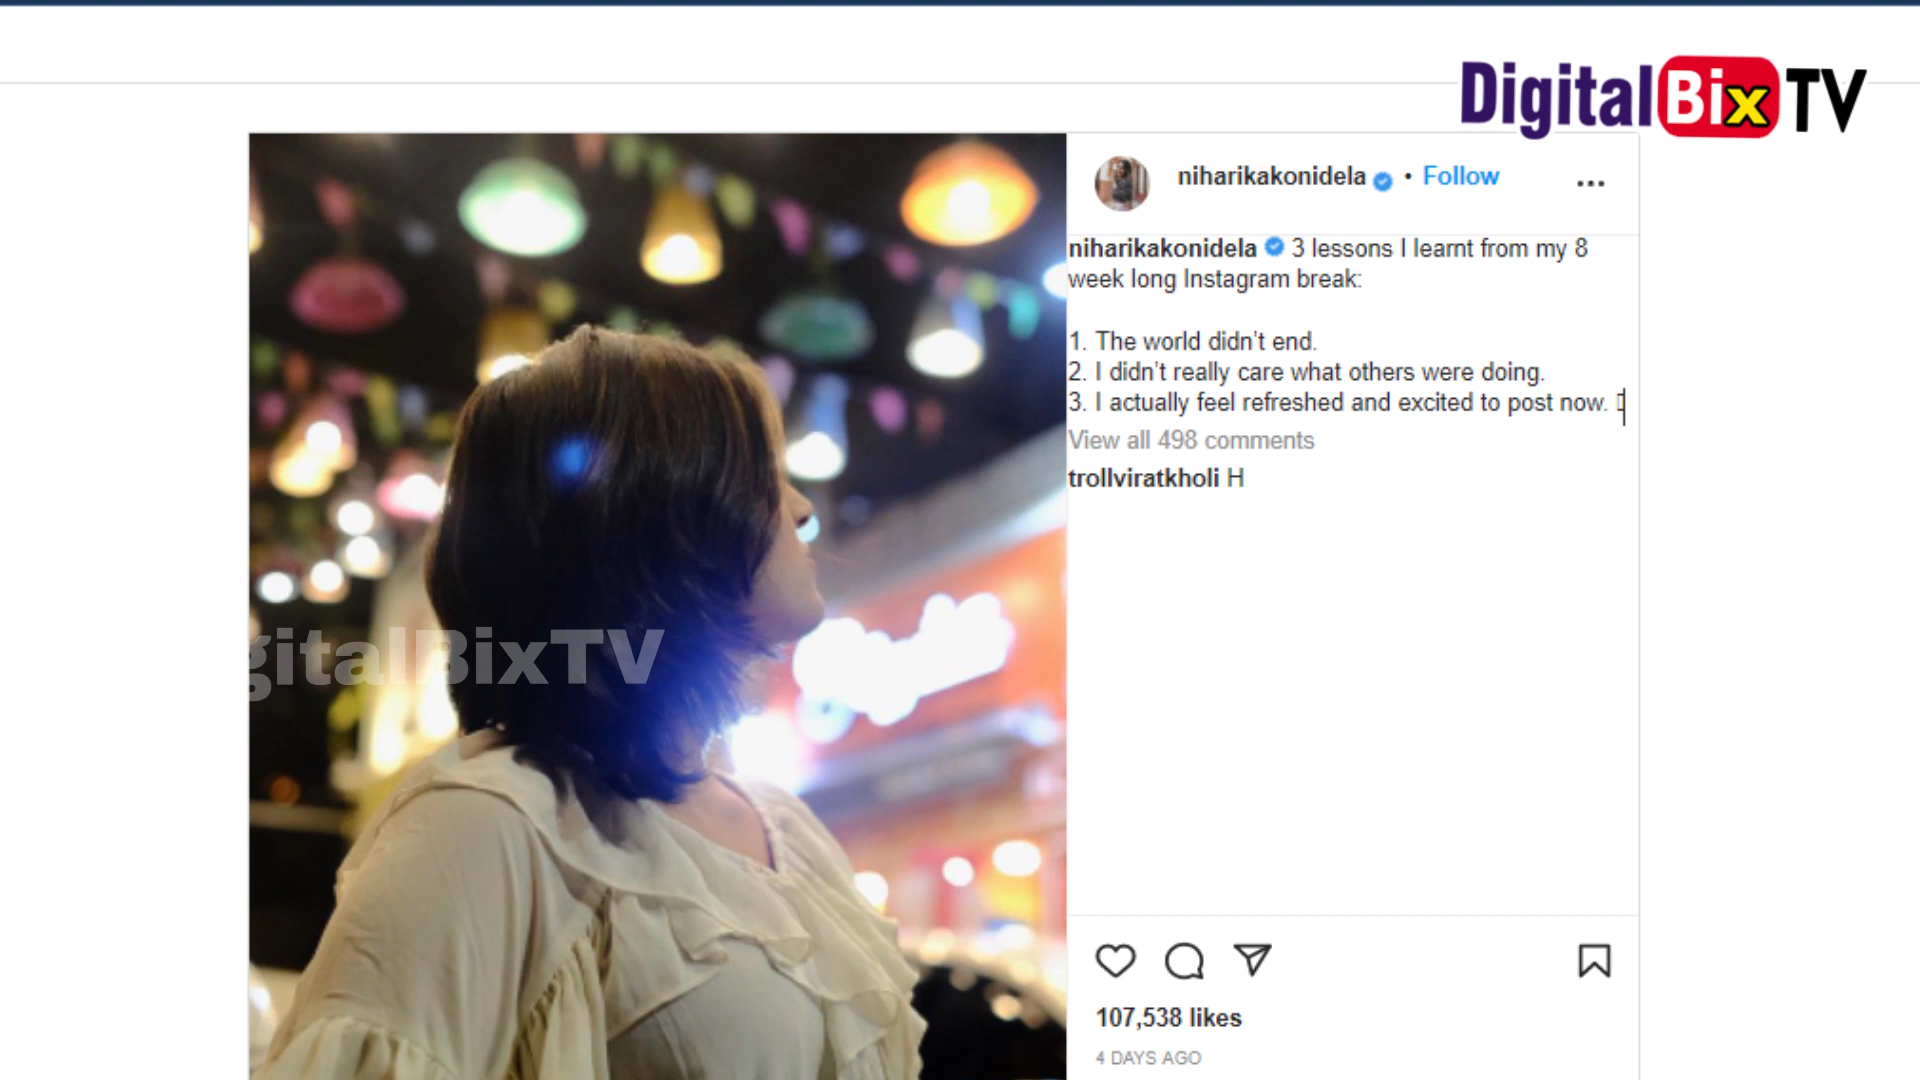 DigitalBixTV
niharikakonidela • Follow
niharikakonidela 3 lessons I learnt from my 8
week long Instagram break:
1. The world didn’t end.
2. I didn’t really care what others were doing.
3. I actually feel refreshed and excited to post now.
View all 498 comments
trollviratkholi H
gitalBixTV
107,538 likes
4 DAYS AGO